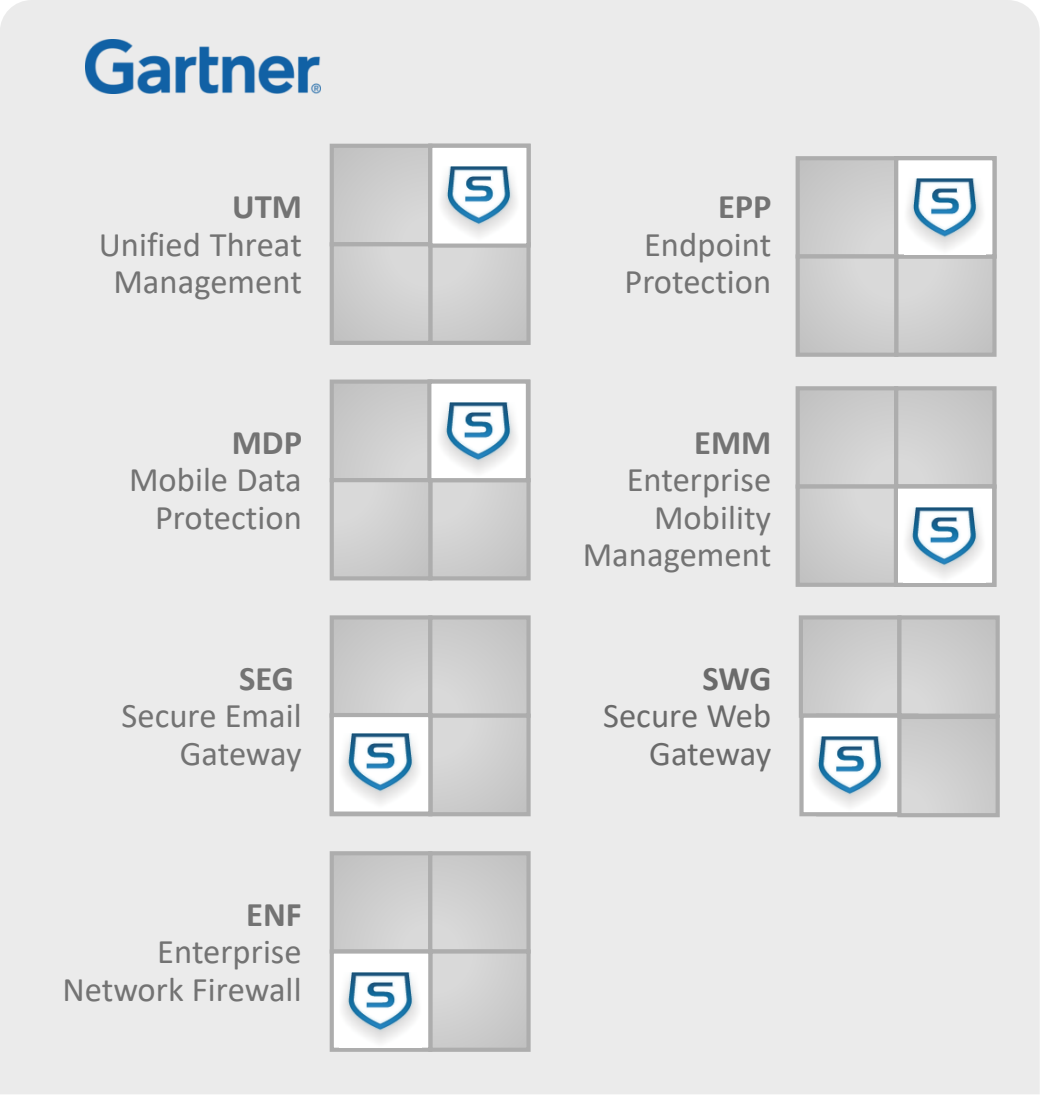 Gartner®
UTM
Unified Threat
Management
S
EPP
Endpoint
Protection
S
MDP
Mobile Data
Protection
S
EMM
Enterprise
Mobility
Management
S
SEG
Secure Email
Gateway
S
SWG
Secure Web
Gateway
S
ENF
Enterprise
Network Firewall
S